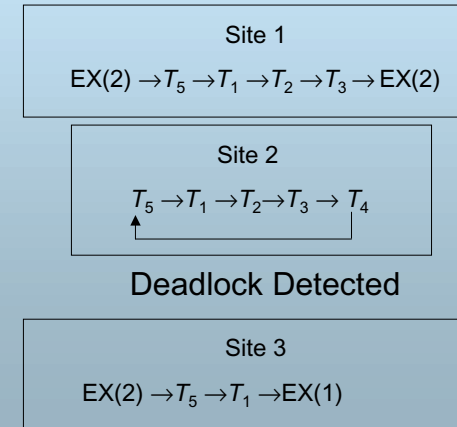 Site 1
EX(2) →T₅ →T₁ →T₂ →T₃ → EX(2)
Site 2
T₅ →T₁ →T₂→T₃ → T₄
Deadlock Detected
Site 3
EX(2) →T₅ →T₁ →EX(1)